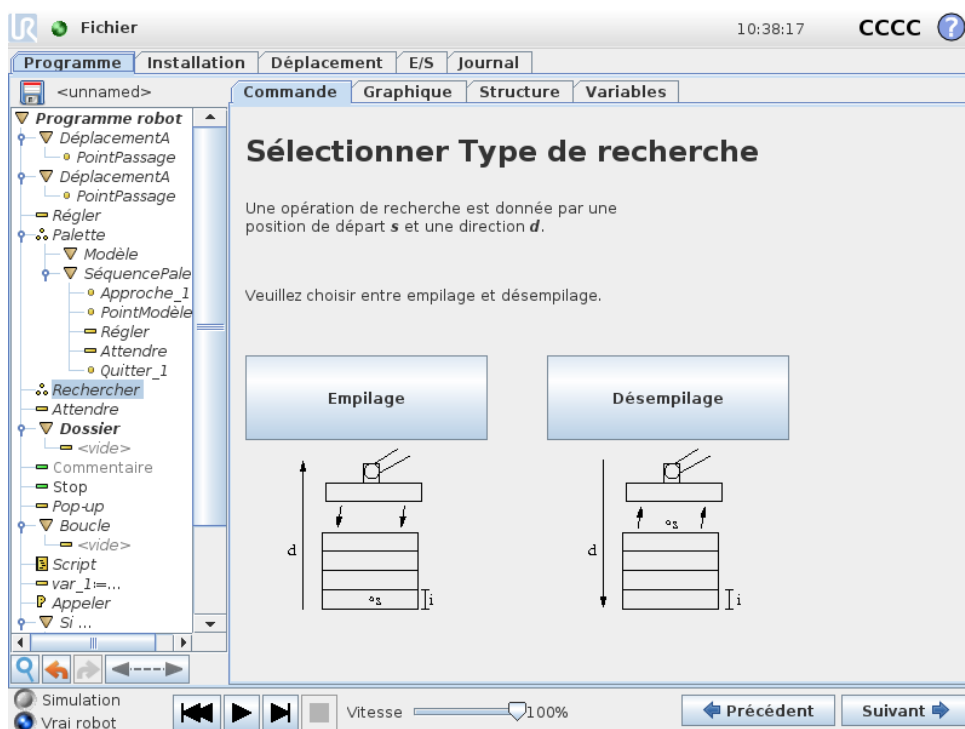 UR Fichier 10:38:17 CCCC ?
Programme Installation Déplacement E/S Journal
<unnamed>
Commande Graphique Structure Variables
Programme robot
DéplacementA
PointPassage
DéplacementA
PointPassage
Régler
Palette
Modèle
SéquencePale
Approche_1
PointModèle
Régler
Attendre
Quitter_1
Rechercher
Attendre
Dossier
<vide>
Commentaire
Stop
Pop-up
Boucle
<vide>
Script
var_1:=...
Appeler
Si ...
Sélectionner Type de recherche
Une opération de recherche est donnée par une
position de départ s et une direction d.
Veuillez choisir entre empilage et désempilage.
Empilage
Désempilage
d
s
i
d
s
i
Simulation
Vrai robot
Vitesse 100%
Précédent Suivant